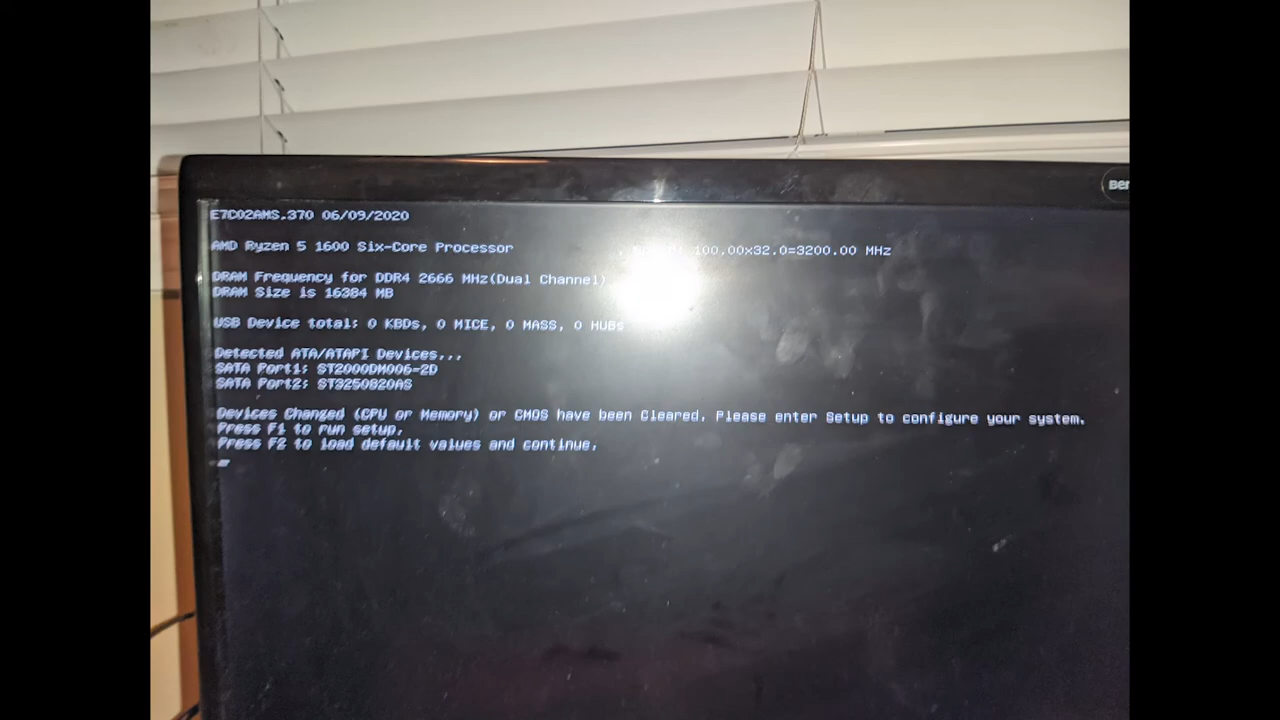 Ben
E7C02AMS.370 06/09/2020
AMD Ryzen 5 1600 Six-Core Processor 100.00x32.0=3200.00 MHz
DRAM Frequency for DDR4 2666 MHz(Dual Channel)
DRAM Size is 16384 MB
USB Device total: 0 KBDs, 0 MICE, 0 MASS, 0 HUBs
Detected ATA/ATAPI Devices...
SATA Port1: ST2000DM006-2D
SATA Port2: ST3250820AS
Devices Changed (CPU or Memory) or CMOS have been Cleared. Please enter Setup to configure your system.
Press F1 to run setup.
Press F2 to load default values and continue.